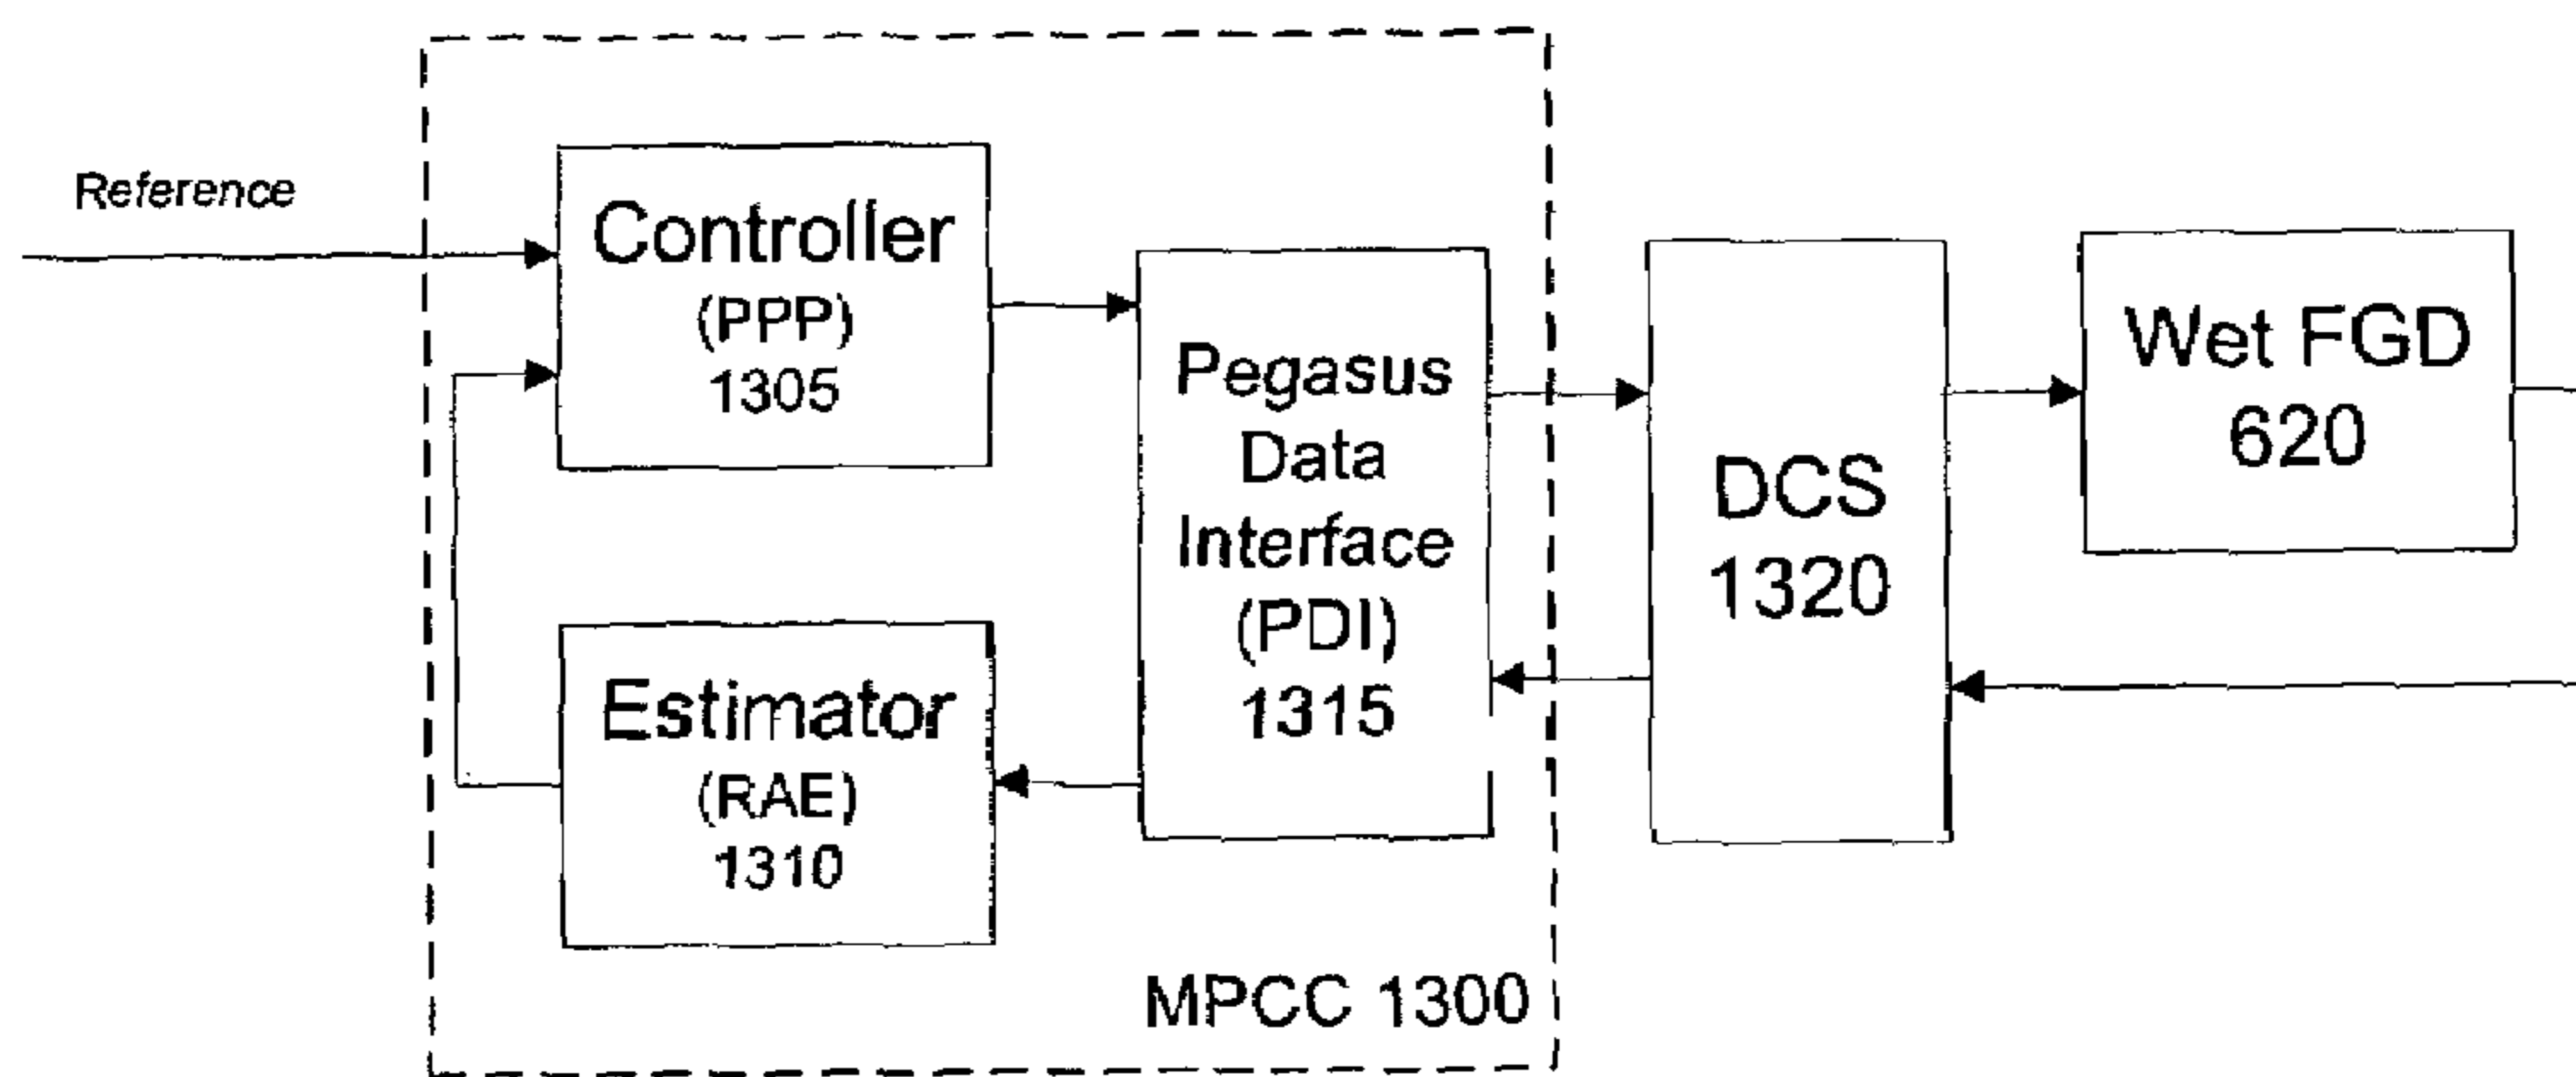 Reference
Controller
(PPP)
1305
Pegasus
Data
Interface
(PDI)
1315
DCS
1320
Wet FGD
620
Estimator
(RAE)
1310
MPCC 1300